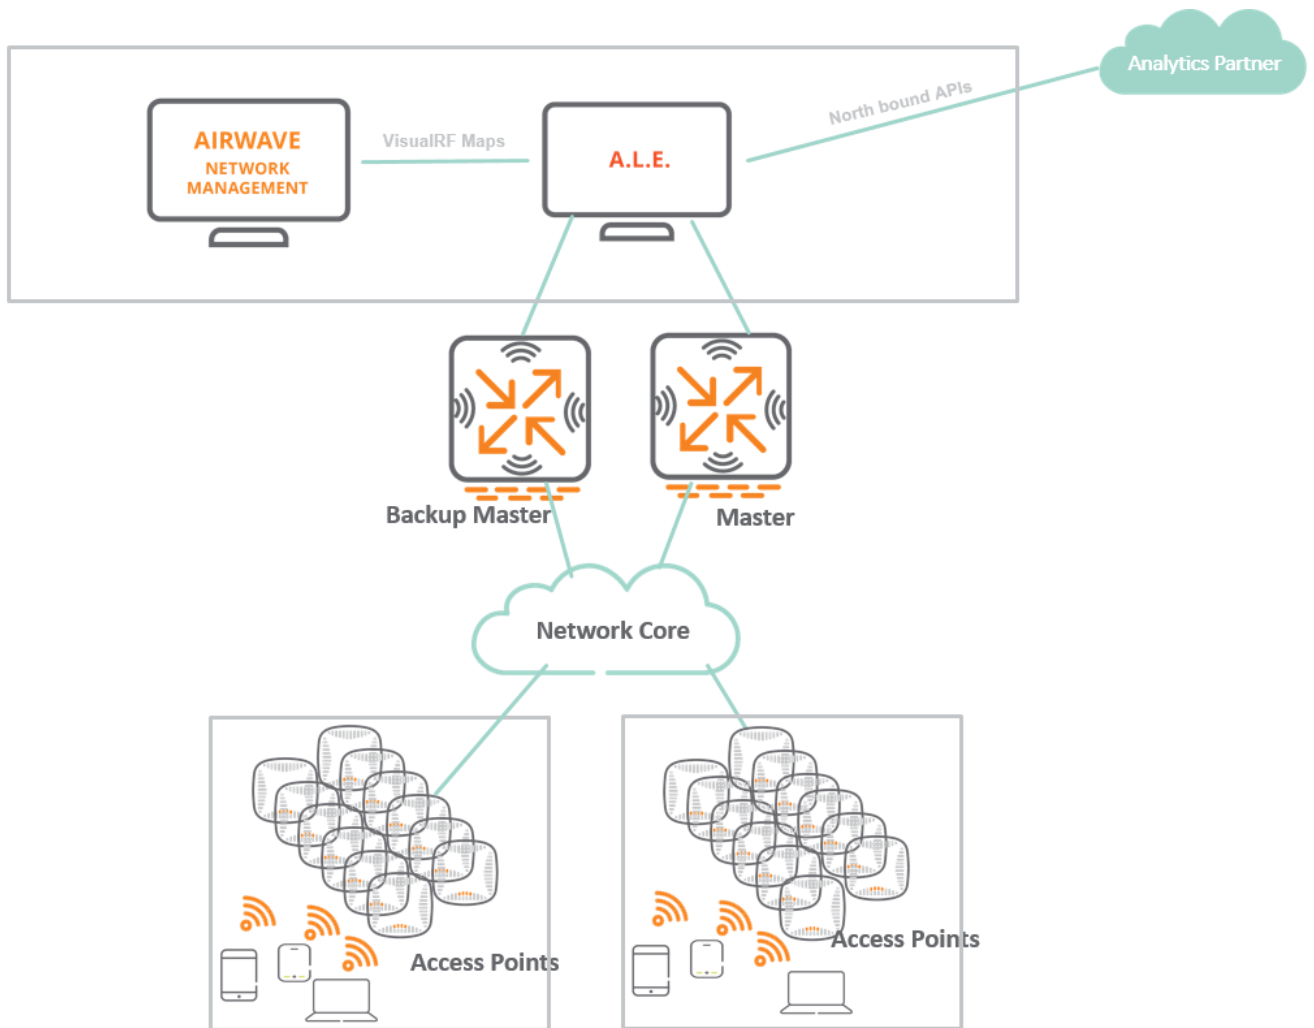 Analytics Partner
North bound APIs
AIRWAVE
NETWORK
MANAGEMENT
VisualRF Maps
A.L.E.
Backup Master
Master
Network Core
Access Points
Access Points